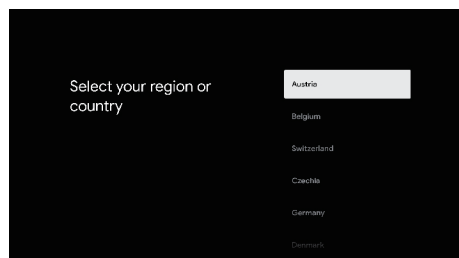 Select your region or
country
Austria
Belgium
Switzerland
Czechia
Germany
Denmark